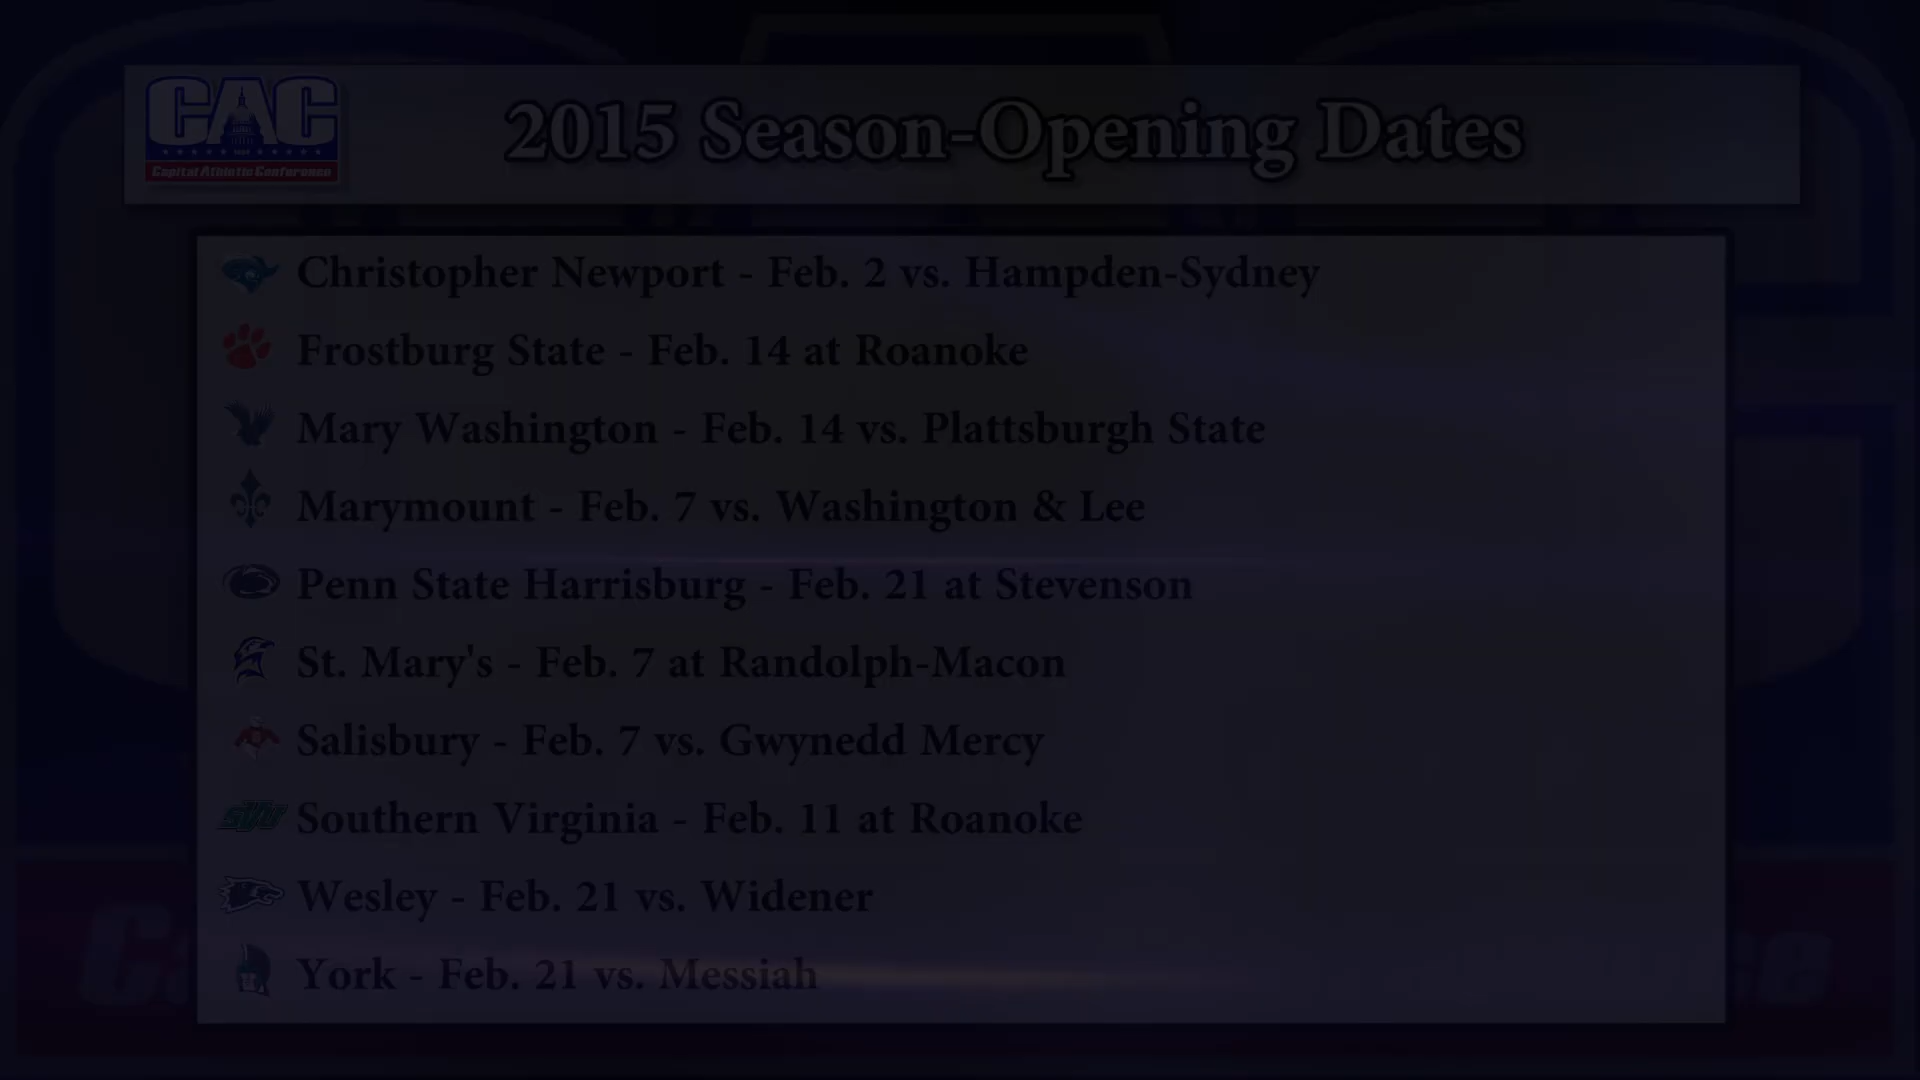 CAC
Capital Athletic Conference
2015 Season-Opening Dates
Christopher Newport - Feb. 2 vs. Hampden-Sydney
Frostburg State - Feb. 14 at Roanoke
Mary Washington - Feb. 14 vs. Plattsburgh State
Marymount - Feb. 7 vs. Washington & Lee
Penn State Harrisburg - Feb. 21 at Stevenson
St. Mary's - Feb. 7 at Randolph-Macon
Salisbury - Feb. 7 vs. Gwynedd Mercy
Southern Virginia - Feb. 11 at Roanoke
Wesley - Feb. 21 vs. Widener
York - Feb. 21 vs. Messiah